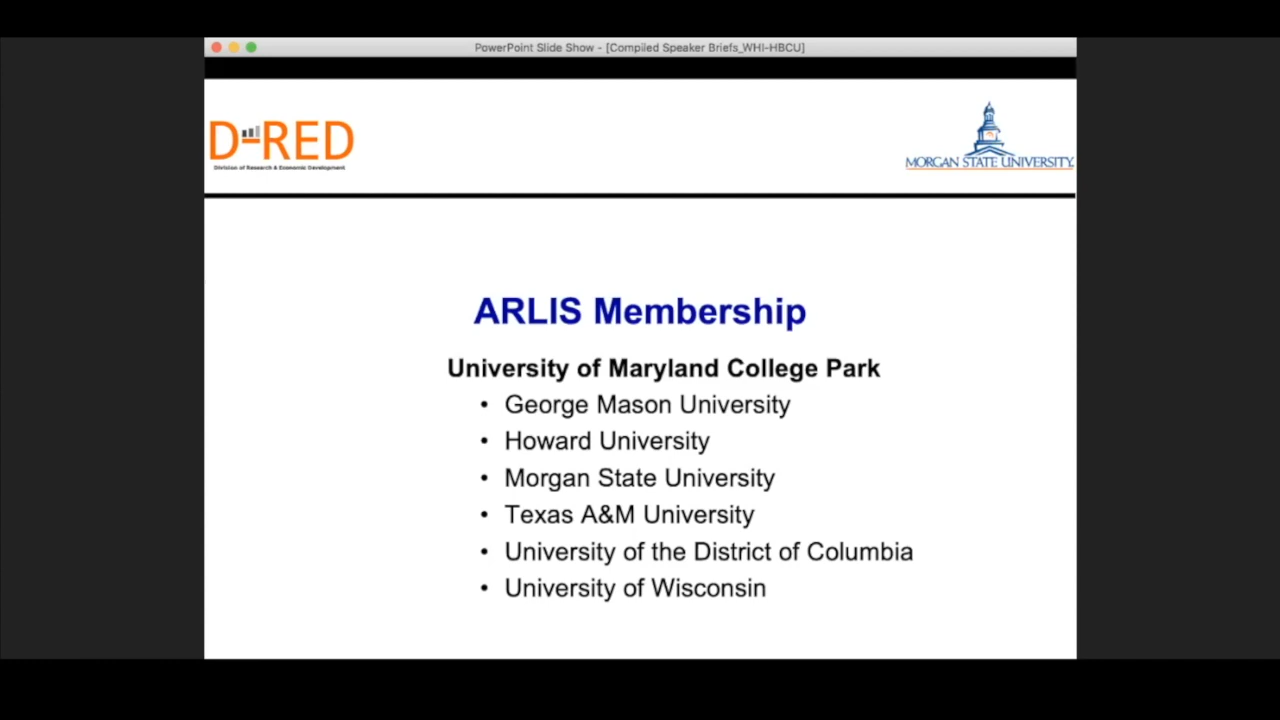 PowerPoint Slide Show - [Compiled Speaker Briefs_WHI-HBCU]
D-RED
Division of Research & Economic Development
MORGAN STATE UNIVERSITY
ARLIS Membership
University of Maryland College Park
• George Mason University
• Howard University
• Morgan State University
• Texas A&M University
• University of the District of Columbia
• University of Wisconsin